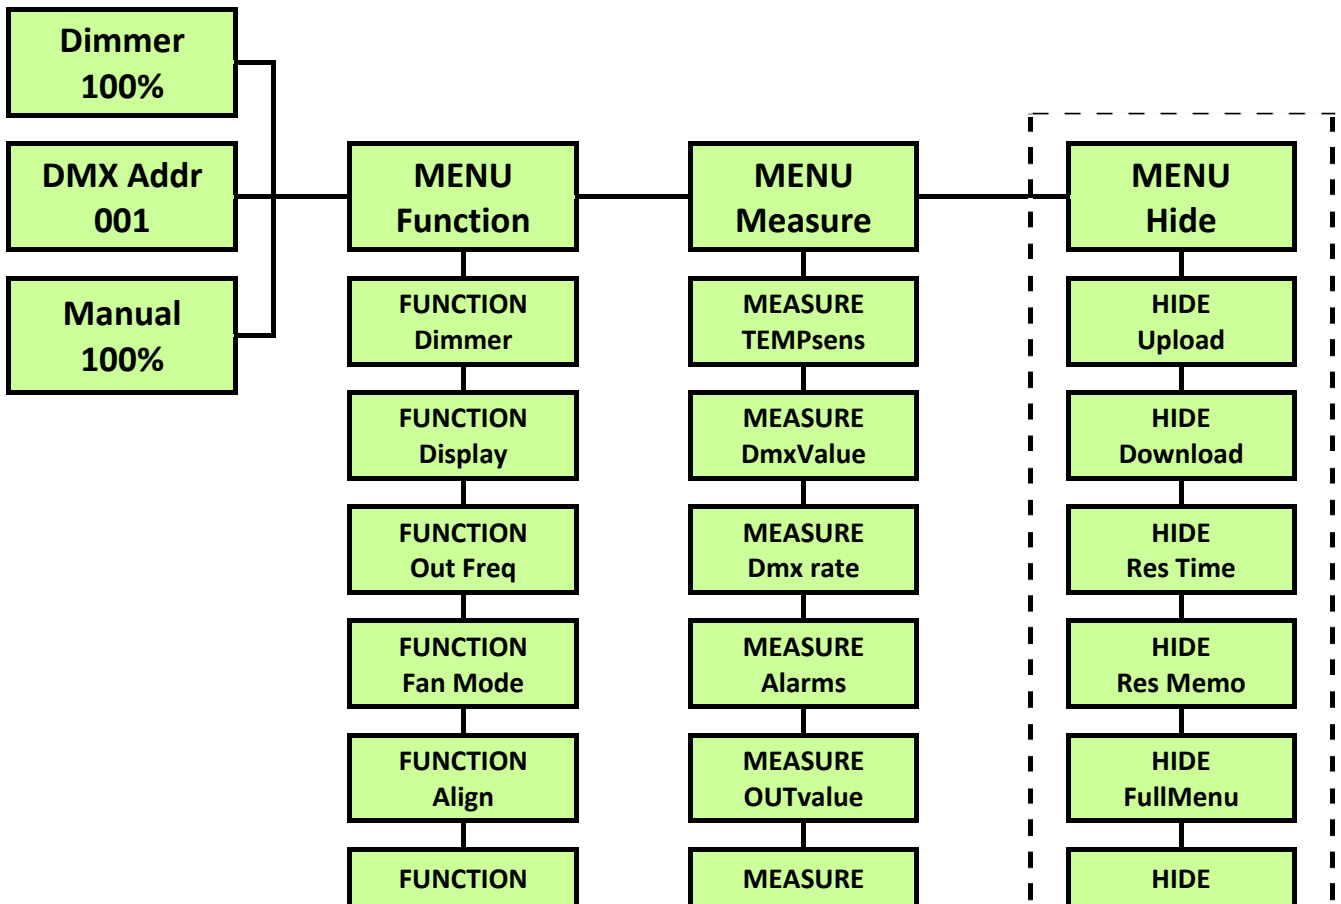 Dimmer
100%
DMX Addr
001
Manual
100%
MENU
Function
FUNCTION
Dimmer
FUNCTION
Display
FUNCTION
Out Freq
FUNCTION
Fan Mode
FUNCTION
Align
FUNCTION
MENU
Measure
MEASURE
TEMPsens
MEASURE
DmxValue
MEASURE
Dmx rate
MEASURE
Alarms
MEASURE
OUTvalue
MEASURE
MENU
Hide
HIDE
Upload
HIDE
Download
HIDE
Res Time
HIDE
Res Memo
HIDE
FullMenu
HIDE